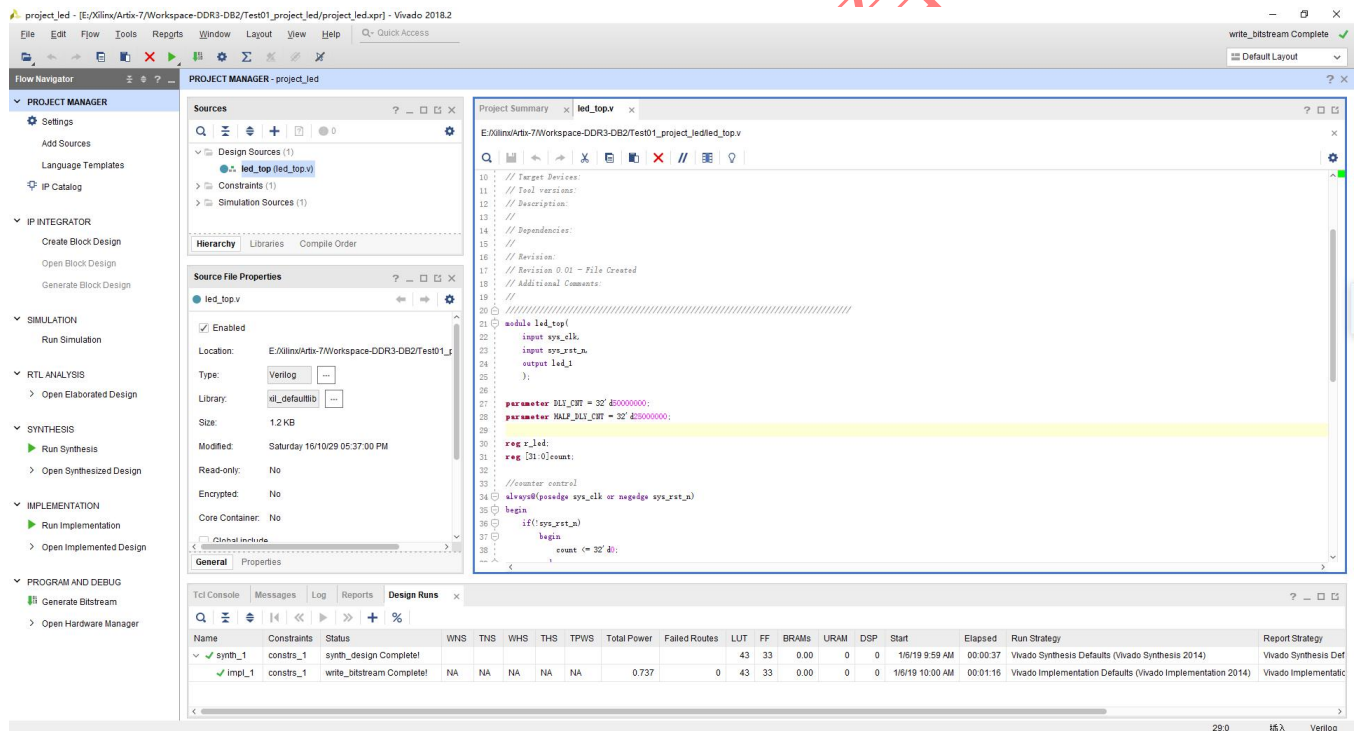 project_led - [E:/Xilinx/Artix-7/Workspace-DDR3-DB2/Test01_project_led/project_led.xpr] - Vivado 2018.2
File Edit Flow Tools Reports Window Layout View Help Q- Quick Access
write_bitstream Complete
Default Layout
Flow Navigator
PROJECT MANAGER - project_led
PROJECT MANAGER
Settings
Add Sources
Language Templates
IP Catalog
IP INTEGRATOR
Create Block Design
Open Block Design
Generate Block Design
SIMULATION
Run Simulation
RTL ANALYSIS
Open Elaborated Design
SYNTHESIS
Run Synthesis
Open Synthesized Design
IMPLEMENTATION
Run Implementation
Open Implemented Design
PROGRAM AND DEBUG
Generate Bitstream
Open Hardware Manager
Sources
0
Design Sources (1)
led_top (led_top.v)
Constraints (1)
Simulation Sources (1)
Hierarchy Libraries Compile Order
Source File Properties
led_top.v
Enabled
Location: E:/Xilinx/Artix-7/Workspace-DDR3-DB2/Test01_p
Type: Verilog ...
Library: xil_defaultlib ...
Size: 1.2 KB
Modified: Saturday 16/10/29 05:37:00 PM
Read-only: No
Encrypted: No
Core Container: No
Global include
General Properties
Project Summary led_top.v
E:/Xilinx/Artix-7/Workspace-DDR3-DB2/Test01_project_led/led_top.v
10 // Target Devices:
11 // Tool versions:
12 // Description:
13 //
14 // Dependencies:
15 //
16 // Revision:
17 // Revision 0.01 - File Created
18 // Additional Comments:
19 //
20 //////////////////////////////////////////////////////////////////////////////////
21 module led_top(
22 input sys_clk,
23 input sys_rst_n,
24 output led_1
25 );
26
27 parameter DLY_CNT = 32'd50000000;
28 parameter HALF_DLY_CNT = 32'd25000000;
29
30 reg r_led;
31 reg [31:0]count;
32
33 //counter control
34 always@(posedge sys_clk or negedge sys_rst_n)
35 begin
36 if(!sys_rst_n)
37 begin
38 count <= 32'd0;
Tcl Console Messages Log Reports Design Runs
Name Constraints Status WNS TNS WHS THS TPWS Total Power Failed Routes LUT FF BRAMs URAM DSP Start Elapsed Run Strategy Report Strategy
synth_1 constrs_1 synth_design Complete! 43 33 0.00 0 0 1/6/19 9:59 AM 00:00:37 Vivado Synthesis Defaults (Vivado Synthesis 2014) Vivado Synthesis Def
impl_1 constrs_1 write_bitstream Complete! NA NA NA NA NA 0.737 0 43 33 0.00 0 0 1/6/19 10:00 AM 00:01:16 Vivado Implementation Defaults (Vivado Implementation 2014) Vivado Implementatic
29:0 插入 Verilog